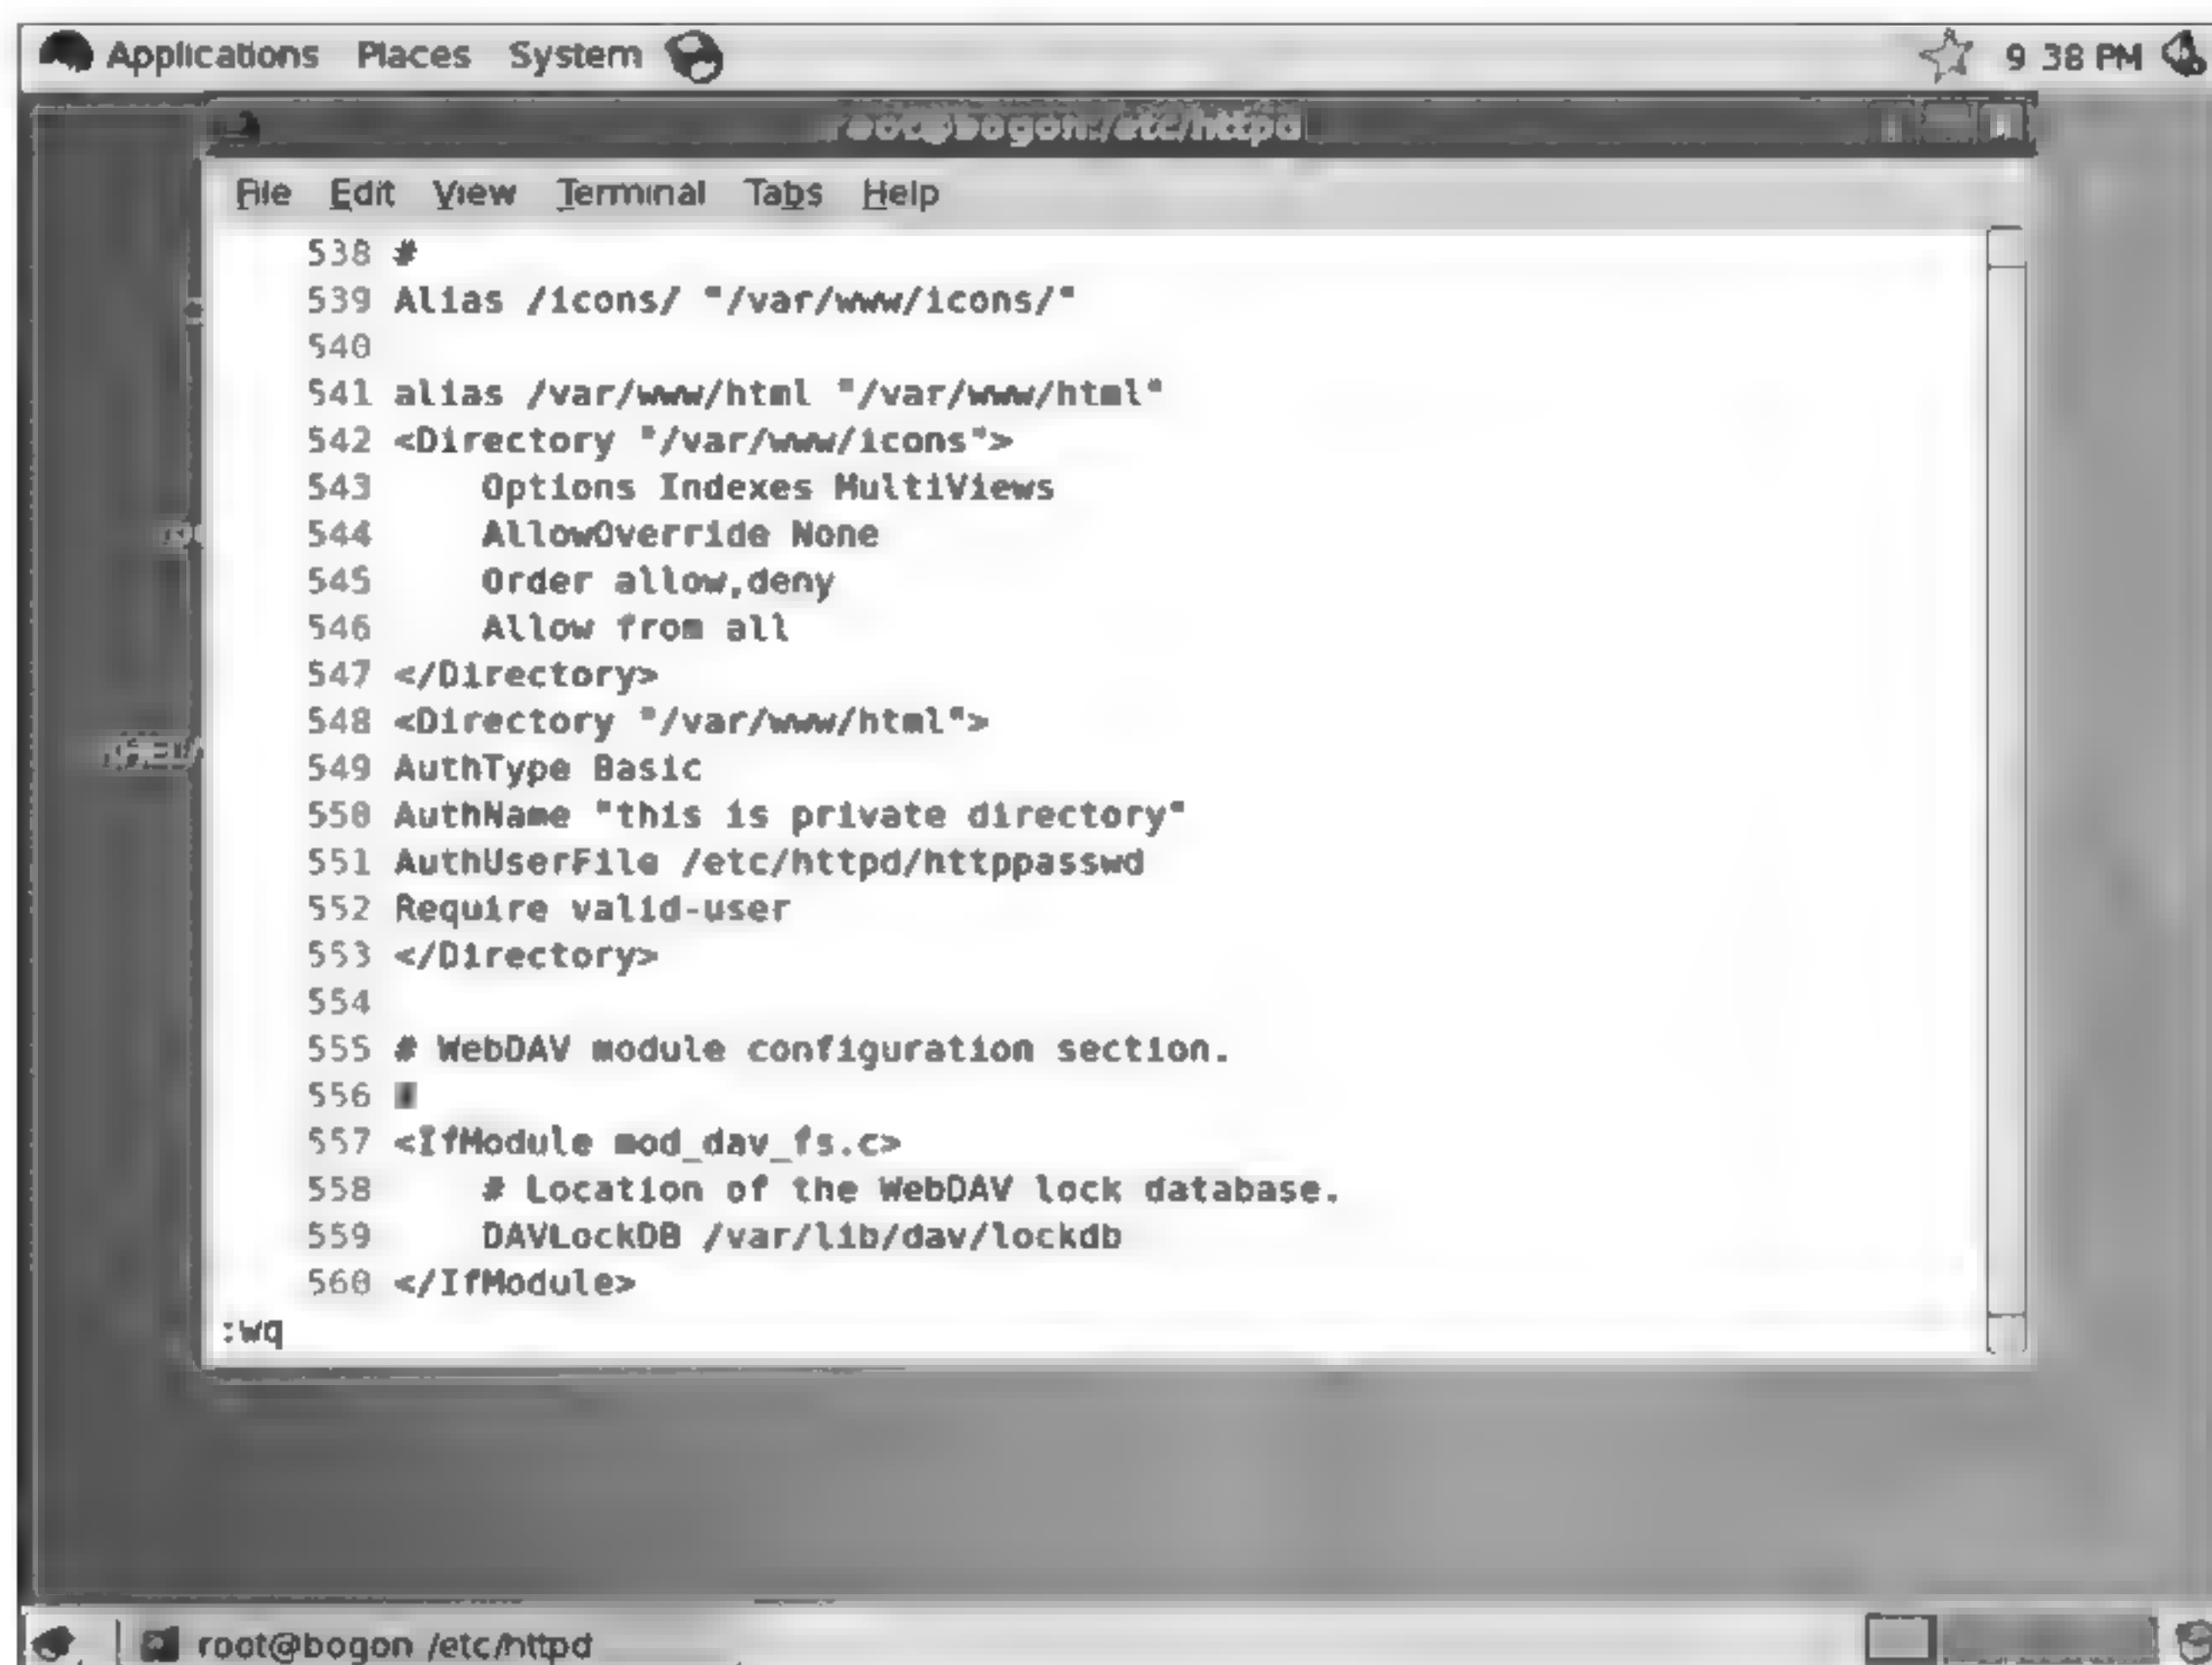 Applications Places System 9 38 PM
root@bogon:/etc/httpd
File Edit View Terminal Tabs Help
538 #
539 Alias /icons/ "/var/www/icons/"
540
541 alias /var/www/html "/var/www/html"
542 <Directory "/var/www/icons">
543 Options Indexes MultiViews
544 AllowOverride None
545 Order allow,deny
546 Allow from all
547 </Directory>
548 <Directory "/var/www/html">
549 AuthType Basic
550 AuthName "this is private directory"
551 AuthUserFile /etc/httpd/httppasswd
552 Require valid-user
553 </Directory>
554
555 # WebDAV module configuration section.
556
557 <IfModule mod_dav_fs.c>
558 # Location of the WebDAV lock database.
559 DAVLockDB /var/lib/dav/lockdb
560 </IfModule>
:wq
root@bogon /etc/httpd